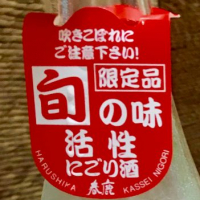 吹きこぼれに
ご注意下さい!
限定品
旬の味
活性
にごり酒
春鹿
HARUSHIKA KASSEI NIGORI